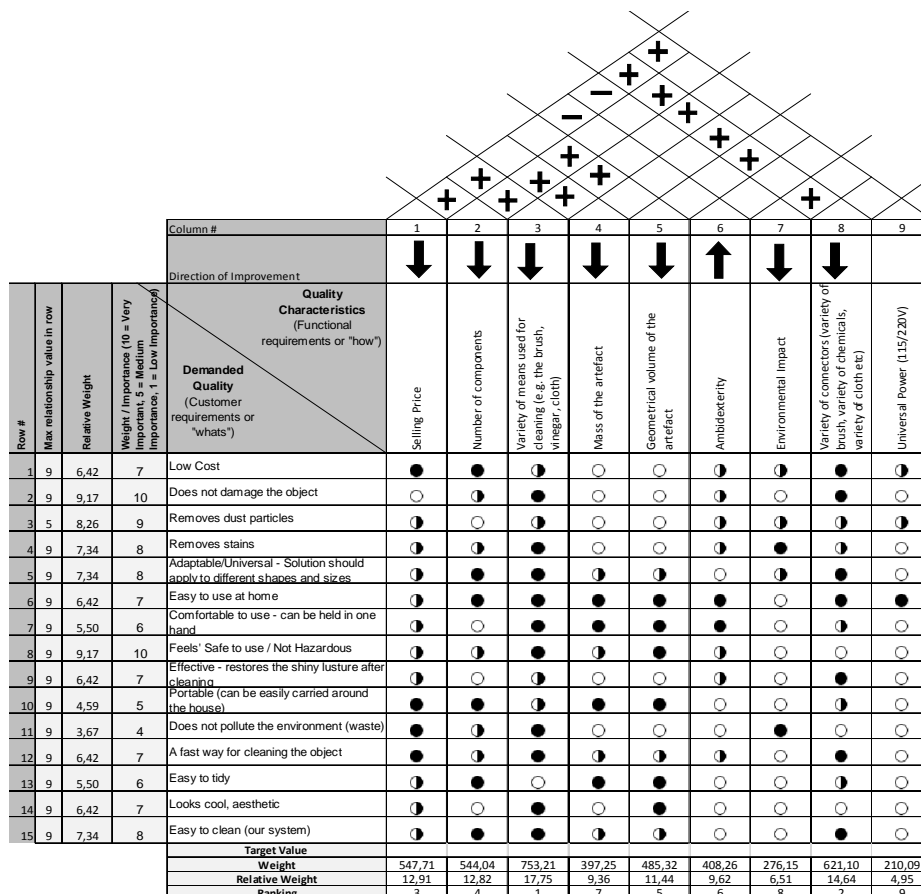 Column # 1 2 3 4 5 6 7 8 9
Direction of Improvement
Row #
Max relationship value in row
Relative Weight
Weight / Importance (10 = Very
Important, 5 = Medium
Importance, 1 = Low Importance)
Quality
Characteristics
(Functional
requirements or "how")
Demanded
Quality
(Customer
requirements or
"whats")
Selling Price
Number of components
Variety of means used for
cleaning (e.g. the brush,
vinegar, cloth)
Mass of the artefact
Geometrical volume of the
artefact
Ambidexterity
Environmental Impact
Variety of connectors (variety of
brush, variety of chemicals,
variety of cloth etc)
Universal Power (115/220V)
1 9 6,42 7 Low Cost
2 9 9,17 10 Does not damage the object
3 5 8,26 9 Removes dust particles
4 9 7,34 8 Removes stains
5 9 7,34 8 Adaptable/Universal - Solution should
apply to different shapes and sizes
6 9 6,42 7 Easy to use at home
7 9 5,50 6 Comfortable to use - can be held in one
hand
8 9 9,17 10 Feels' Safe to use / Not Hazardous
9 9 6,42 7 Effective - restores the shiny lusture after
cleaning
10 9 4,59 5 Portable (can be easily carried around
the house)
11 9 3,67 4 Does not pollute the environment (waste)
12 9 6,42 7 A fast way for cleaning the object
13 9 5,50 6 Easy to tidy
14 9 6,42 7 Looks cool, aesthetic
15 9 7,34 8 Easy to clean (our system)
Target Value
Weight 547,71 544,04 753,21 397,25 485,32 408,26 276,15 621,10 210,09
Relative Weight 12,91 12,82 17,75 9,36 11,44 9,62 6,51 14,64 4,95
Ranking 3 4 1 7 5 6 8 2 9